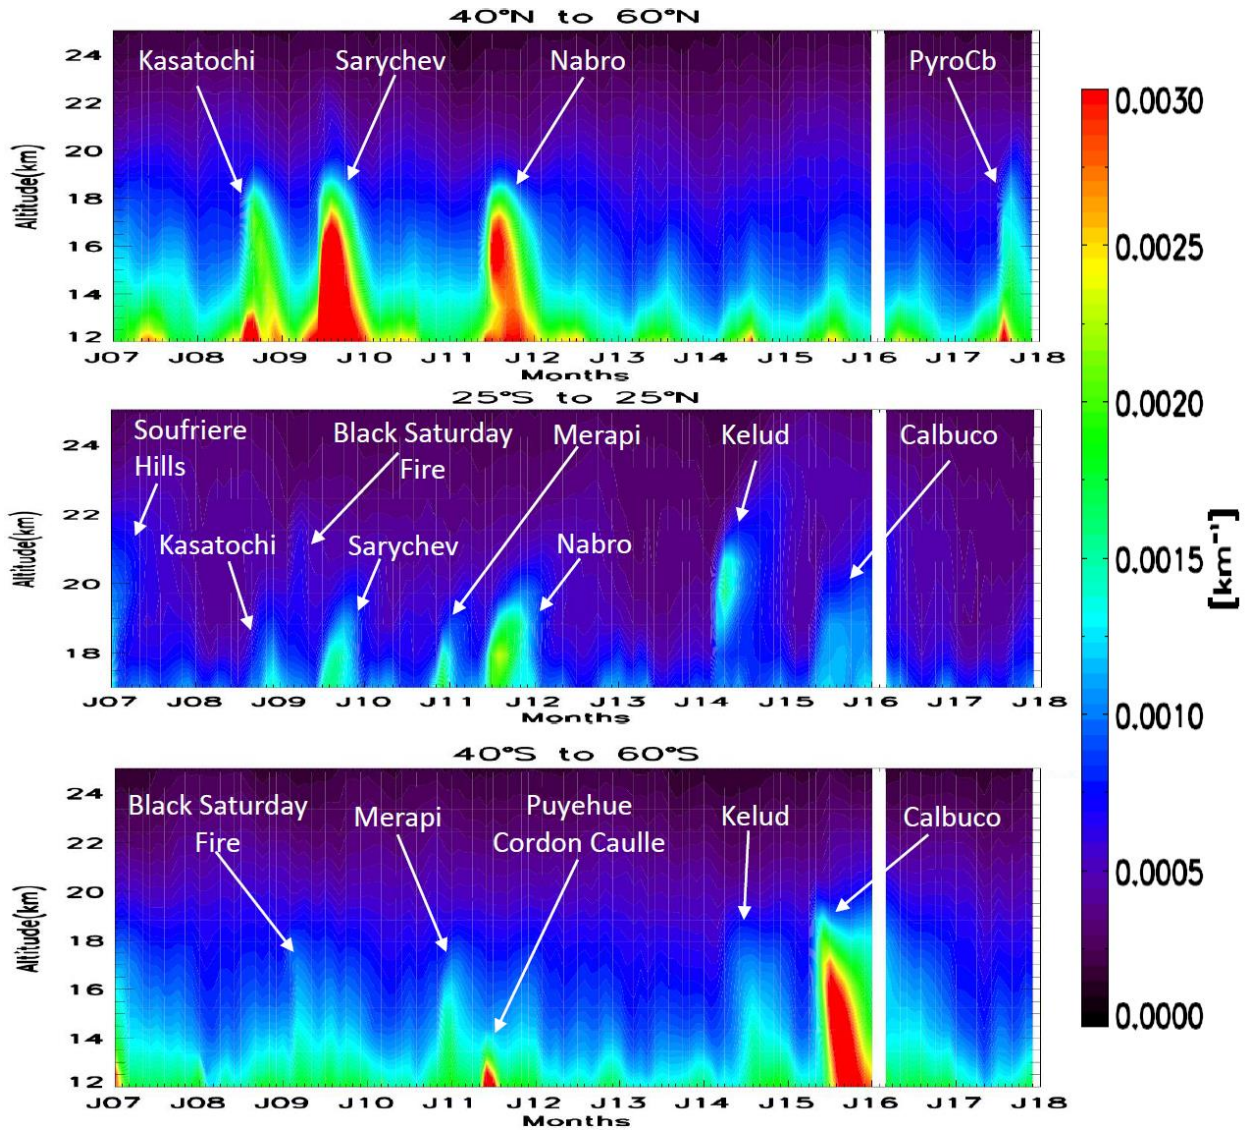 40°N to 60°N
Kasatochi
Sarychev
Nabro
PyroCb
Altitude(km)
24
22
20
18
16
14
12
J07 J08 J09 J10 J11 J12 J13 J14 J15 J16 J17 J18
Months
25°S to 25°N
Soufriere
Hills
Black Saturday
Fire
Merapi
Kelud
Calbuco
Kasatochi
Sarychev
Nabro
Altitude(km)
24
22
20
18
J07 J08 J09 J10 J11 J12 J13 J14 J15 J16 J17 J18
Months
40°S to 60°S
Black Saturday
Fire
Merapi
Puyehue
Cordon Caulle
Kelud
Calbuco
Altitude(km)
24
22
20
18
16
14
12
J07 J08 J09 J10 J11 J12 J13 J14 J15 J16 J17 J18
Months
0.0030
0.0025
0.0020
0.0015
0.0010
0.0005
0.0000
[km⁻¹]